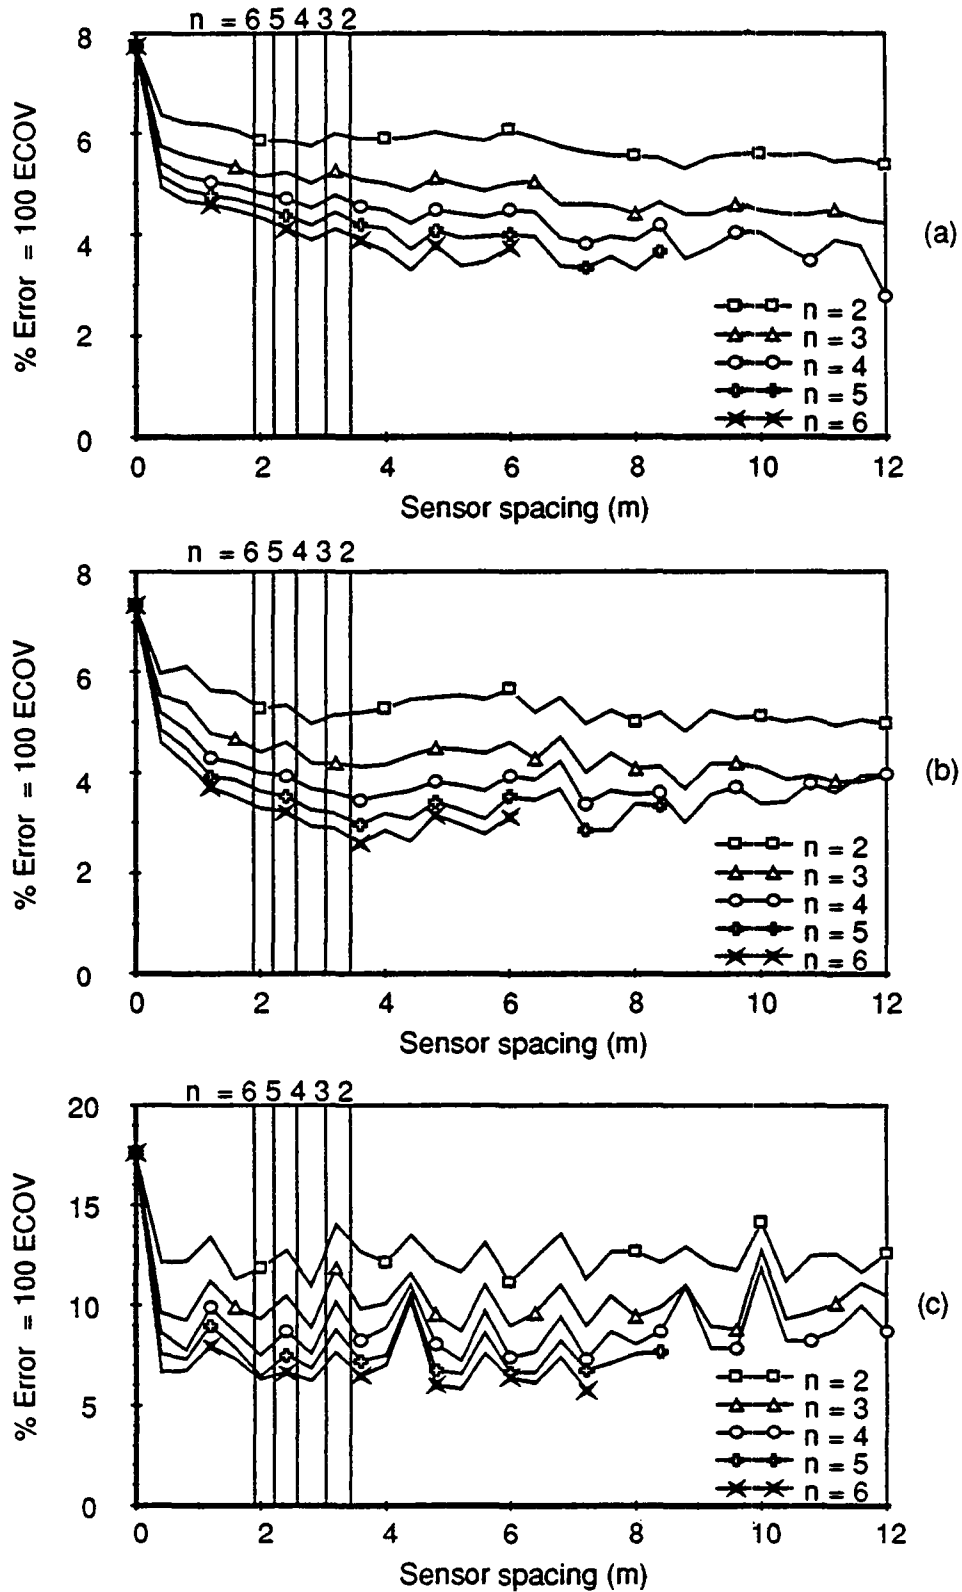 n = 6 5 4 3 2
8
6
4
2
0
% Error = 100 ECOV
n = 2
n = 3
n = 4
n = 5
n = 6
0 2 4 6 8 10 12
Sensor spacing (m)
(a)
n = 6 5 4 3 2
8
6
4
2
0
% Error = 100 ECOV
n = 2
n = 3
n = 4
n = 5
n = 6
0 2 4 6 8 10 12
Sensor spacing (m)
(b)
n = 6 5 4 3 2
20
15
10
5
0
% Error = 100 ECOV
n = 2
n = 3
n = 4
n = 5
n = 6
0 2 4 6 8 10 12
Sensor spacing (m)
(c)